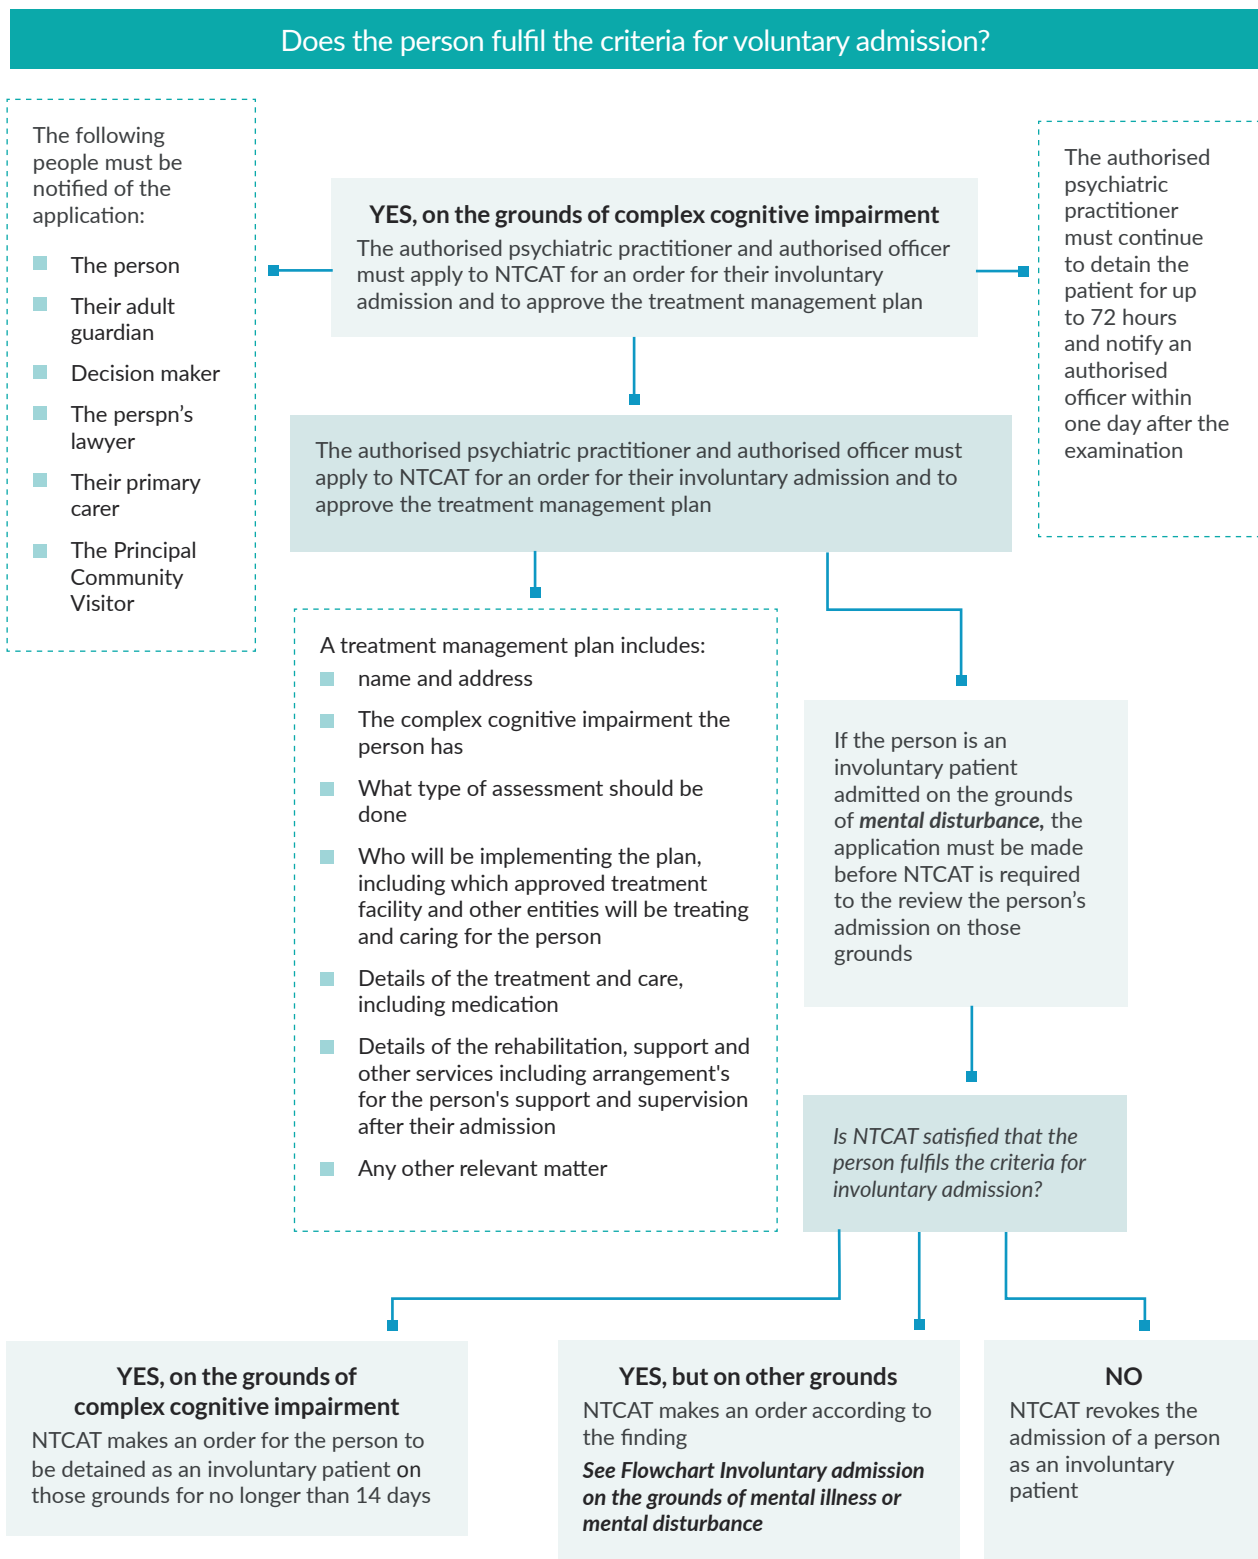 Does the person fulfil the criteria for voluntary admission?
The following
people must be
notified of the
application:
The person
Their adult
guardian
Decision maker
The perspn's
lawyer
Their primary
carer
The Principal
Community
Visitor
YES, on the grounds of complex cognitive impairment
The authorised psychiatric practitioner and authorised officer
must apply to NTCAT for an order for their involuntary
admission and to approve the treatment management plan
The authorised
psychiatric
practitioner
must continue
to detain the
patient for up
to 72 hours
and notify an
authorised
officer within
one day after the
examination
The authorised psychiatric practitioner and authorised officer must
apply to NTCAT for an order for their involuntary admission and to
approve the treatment management plan
A treatment management plan includes:
name and address
The complex cognitive impairment the
person has
What type of assessment should be
done
Who will be implementing the plan,
including which approved treatment
facility and other entities will be treating
and caring for the person
Details of the treatment and care,
including medication
Details of the rehabilitation, support and
other services including arrangement's
for the person's support and supervision
after their admission
Any other relevant matter
If the person is an
involuntary patient
admitted on the grounds
of mental disturbance, the
application must be made
before NTCAT is required
to the review the person's
admission on those
grounds
Is NTCAT satisfied that the
person fulfils the criteria for
involuntary admission?
YES, on the grounds of
complex cognitive impairment
NTCAT makes an order for the person to
be detained as an involuntary patient on
those grounds for no longer than 14 days
YES, but on other grounds
NTCAT makes an order according to
the finding
See Flowchart Involuntary admission
on the grounds of mental illness or
mental disturbance
NO
NTCAT revokes the
admission of a person
as an involuntary
patient